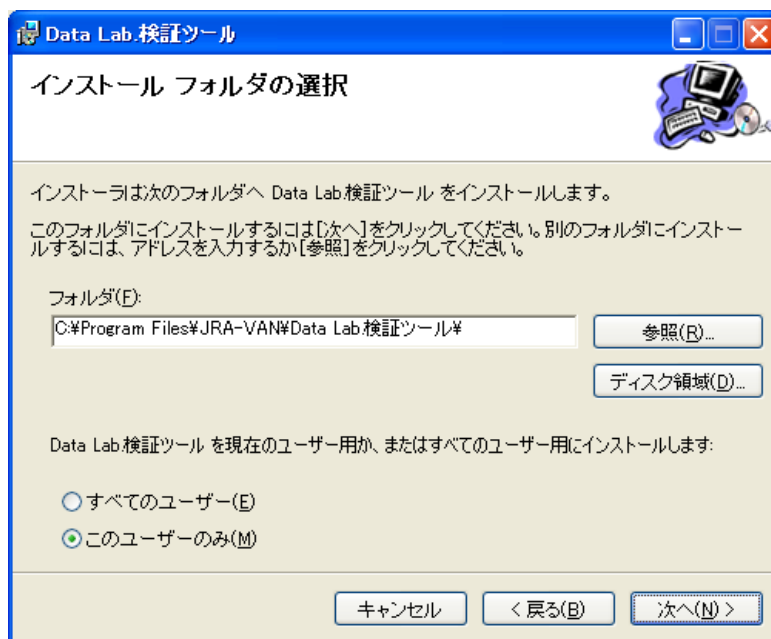 Data Lab.検証ツール
インストール フォルダの選択
インストーラは次のフォルダへ Data Lab.検証ツール をインストールします。
このフォルダにインストールするには[次へ]をクリックしてください。別のフォルダにインストー
ルするには、アドレスを入力するか[参照]をクリックしてください。
フォルダ(F):
C:¥Program Files¥JRA-VAN¥Data Lab.検証ツール¥
参照(R)...
ディスク領域(D)...
Data Lab.検証ツール を現在のユーザー用か、またはすべてのユーザー用にインストールします:
すべてのユーザー(E)
このユーザーのみ(M)
キャンセル
< 戻る(B)
次へ(N) >